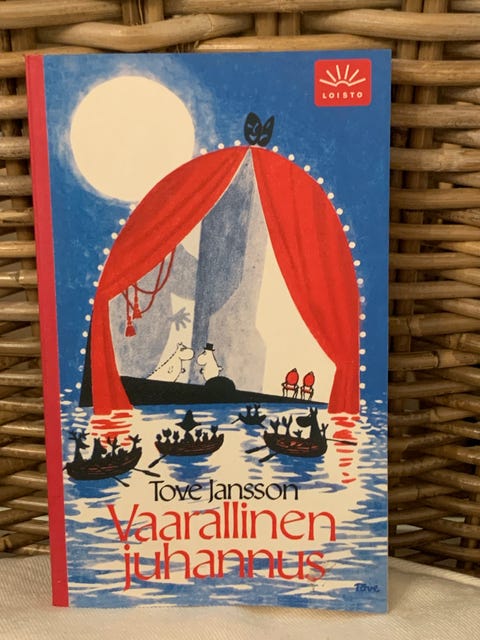 LOISTO
Tove Jansson
Vaarallinen
juhannus
Tove